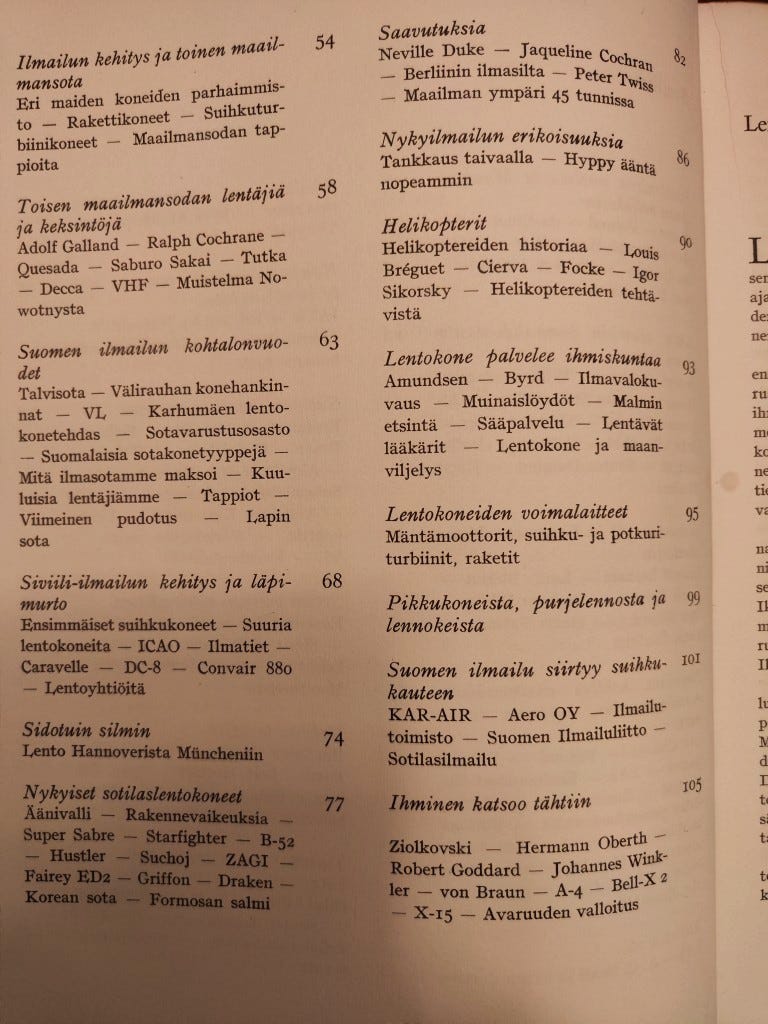 Ilmailun kehitys ja toinen maail- 54
mansota
Eri maiden koneiden parhaimmis-
to — Rakettikoneet — Suihkutur-
biinikoneet — Maailmansodan tap-
pioita
Toisen maailmansodan lentäjiä 58
ja keksintöjä
Adolf Galland — Ralph Cochrane —
Quesada — Saburo Sakai — Tutka
— Decca — VHF — Muistelma No-
wotnysta
Suomen ilmailun kohtalonvuo- 63
det
Talvisota — Välirauhan konehankin-
nat — VL — Karhumäen lento-
konetehdas — Sotavarustusosasto
— Suomalaisia sotakonetyyppejä —
Mitä ilmasotamme maksoi — Kuu-
luisia lentäjiämme — Tappiot —
Viimeinen pudotus — Lapin
sota
Siviili-ilmailun kehitys ja läpi- 68
murto
Ensimmäiset suihkukoneet — Suuria
lentokoneita — ICAO — Ilmatiet —
Caravelle — DC-8 — Convair 880
— Lentoyhtiöitä
Sidotuin silmin 74
Lento Hannoverista Müncheniin
Nykyiset sotilaslentokoneet 77
Äänivalli — Rakennevaikeuksia —
Super Sabre — Starfighter — B-52
— Hustler — Suchoj — ZAGI —
Fairey ED2 — Griffon — Draken —
Korean sota — Formosan salmi
Saavutuksia 82
Neville Duke — Jaqueline Cochran
— Berliinin ilmasilta — Peter Twiss
— Maailman ympäri 45 tunnissa
Nykyilmailun erikoisuuksia 86
Tankkaus taivaalla — Hyppy ääntä
nopeammin
Helikopterit 90
Helikoptereiden historiaa — Louis
Bréguet — Cierva — Focke — Igor
Sikorsky — Helikoptereiden tehtä-
vistä
Lentokone palvelee ihmiskuntaa 93
Amundsen — Byrd — Ilmavaloku-
vaus — Muinaislöydöt — Malmin
etsintä — Sääpalvelu — Lentävät
lääkärit — Lentokone ja maan-
viljelys
Lentokoneiden voimalaitteet 95
Mäntämoottorit, suihku- ja potkuri-
turbiinit, raketit
Pikkukoneista, purjelennosta ja 99
lennokeista
Suomen ilmailu siirtyy suihku- 101
kauteen
KAR-AIR — Aero OY — Ilmailu-
toimisto — Suomen Ilmailuliitto —
Sotilasilmailu
Ihminen katsoo tähtiin 105
Ziolkovski — Hermann Oberth —
Robert Goddard — Johannes Wink-
ler — von Braun — A-4 — Bell-X 2
— X-15 — Avaruuden valloitus